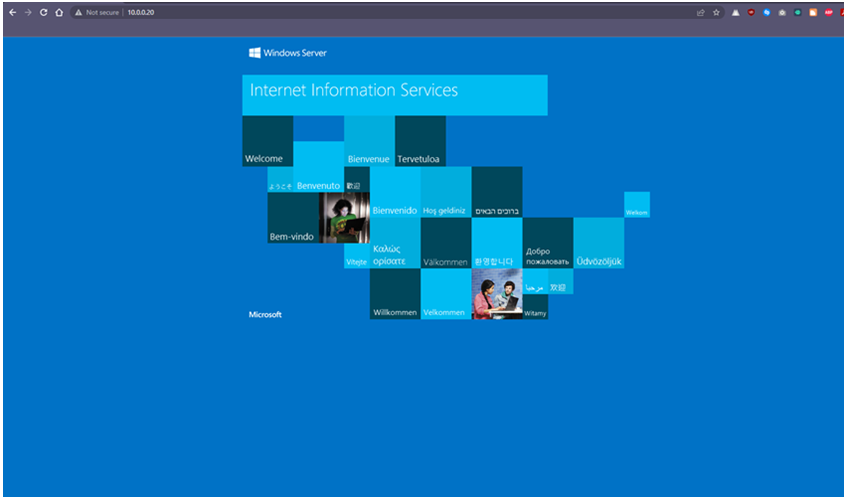 Not secure
10.0.0.20
Windows Server
Internet Information Services
Welcome
Bienvenue
Tervetuloa
ようこそ
Benvenuto
歡迎
Bienvenido
Hoş geldiniz
ברוכים הבאים
Welkom
Bem-vindo
Vítejte
Καλώς
ορίσατε
Välkommen
환영합니다
Добро
пожаловать
Üdvözöljük
مرحبا
欢迎
Microsoft
Willkommen
Velkommen
Witamy